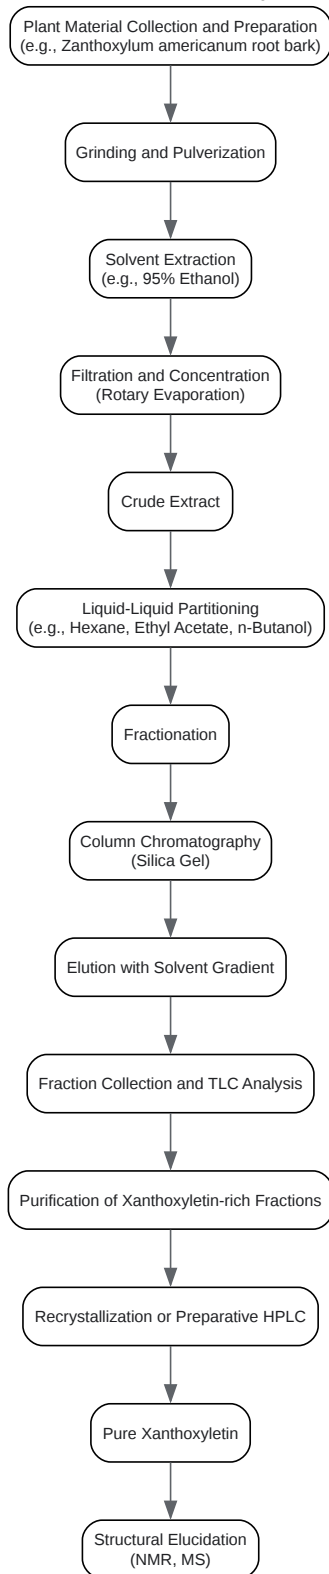 Plant Material Collection and Preparation
(e.g., Zanthoxylum americanum root bark)
Grinding and Pulverization
Solvent Extraction
(e.g., 95% Ethanol)
Filtration and Concentration
(Rotary Evaporation)
Crude Extract
Liquid-Liquid Partitioning
(e.g., Hexane, Ethyl Acetate, n-Butanol)
Fractionation
Column Chromatography
(Silica Gel)
Elution with Solvent Gradient
Fraction Collection and TLC Analysis
Purification of Xanthoxyletin-rich Fractions
Recrystallization or Preparative HPLC
Pure Xanthoxyletin
Structural Elucidation
(NMR, MS)